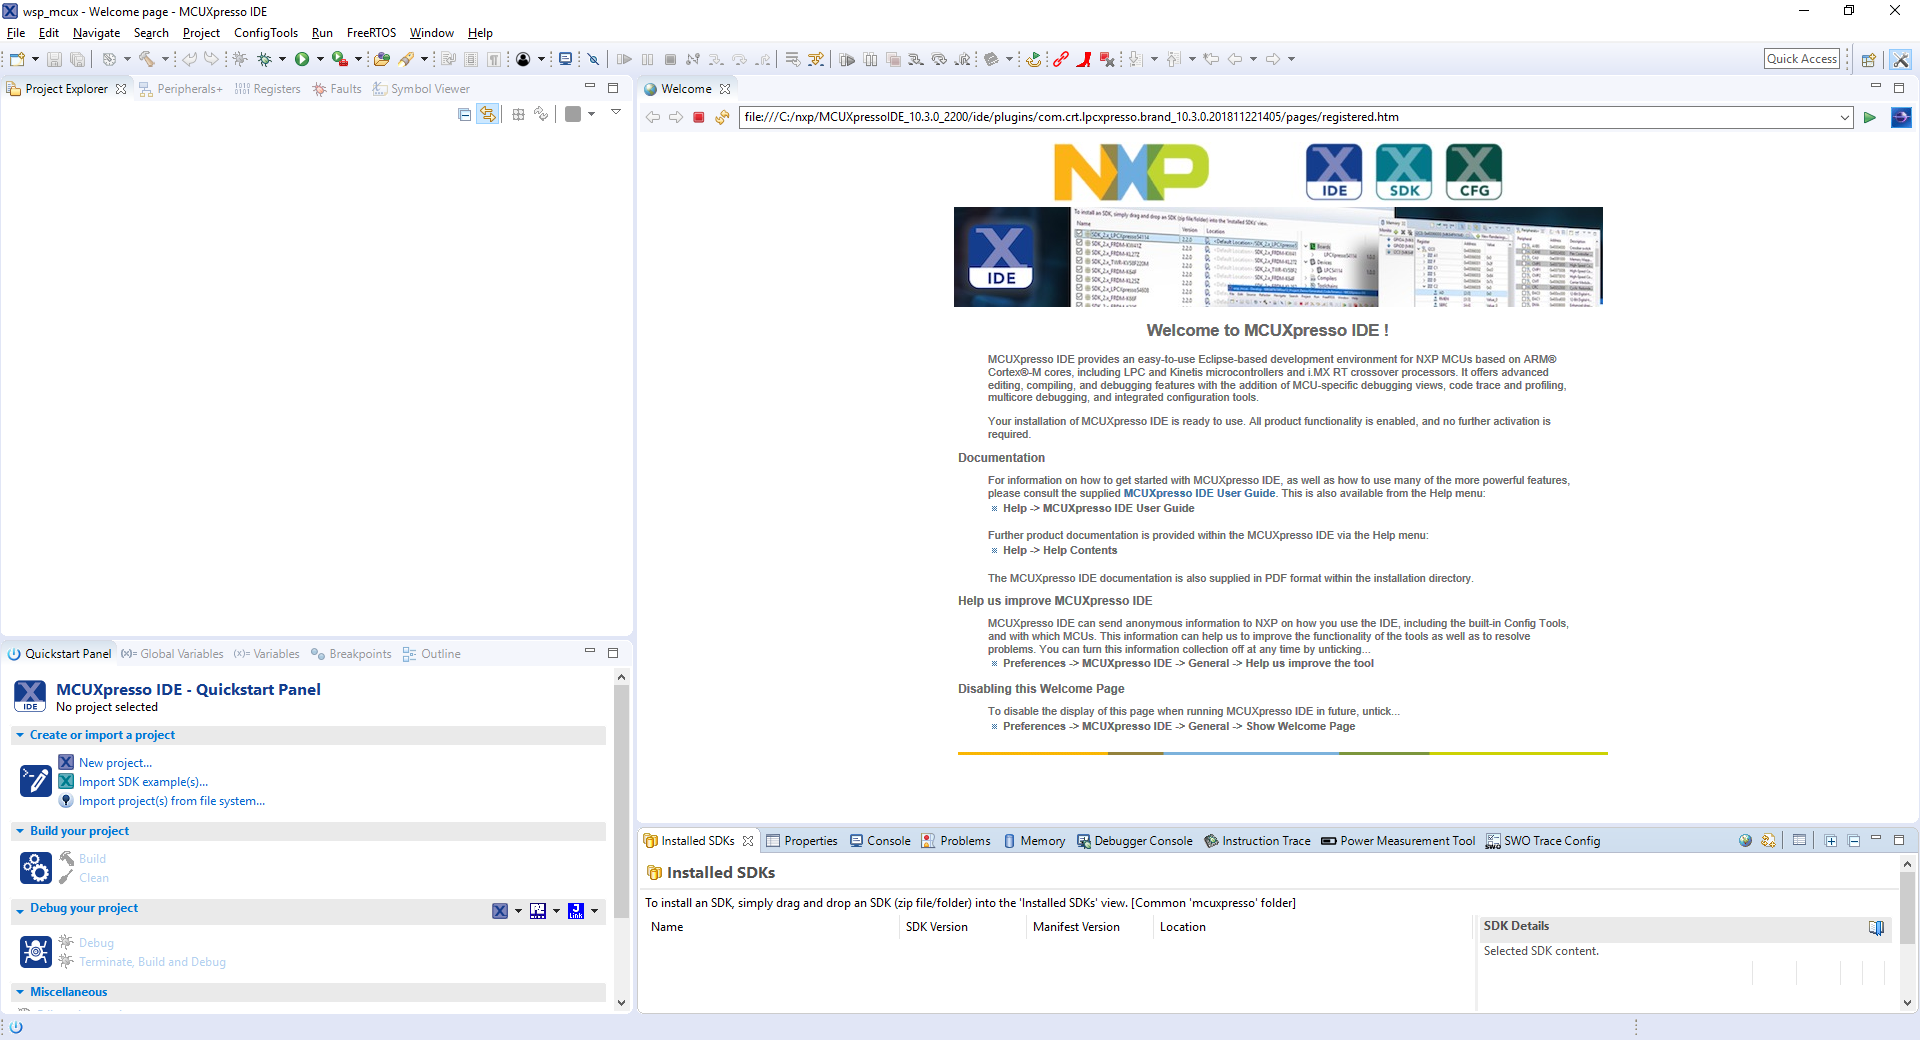 wsp_mcux - Welcome page - MCUXpresso IDE
File Edit Navigate Search Project ConfigTools Run FreeRTOS Window Help
Quick Access
Project Explorer Peripherals+ Registers Faults Symbol Viewer
Welcome
file:///C:/nxp/MCUXpressoIDE_10.3.0_2200/ide/plugins/com.crt.lpcxpresso.brand_10.3.0.201811221405/pages/registered.htm
NXP
IDE SDK CFG
IDE
To install an SDK, simply drag and drop an SDK (zip file/folder) into the 'Installed SDKs' view.
Welcome to MCUXpresso IDE !
MCUXpresso IDE provides an easy-to-use Eclipse-based development environment for NXP MCUs based on ARM®
Cortex®-M cores, including LPC and Kinetis microcontrollers and i.MX RT crossover processors. It offers advanced
editing, compiling, and debugging features with the addition of MCU-specific debugging views, code trace and profiling,
multicore debugging, and integrated configuration tools.
Your installation of MCUXpresso IDE is ready to use. All product functionality is enabled, and no further activation is
required.
Documentation
For information on how to get started with MCUXpresso IDE, as well as how to use many of the more powerful features,
please consult the supplied MCUXpresso IDE User Guide. This is also available from the Help menu:
Help -> MCUXpresso IDE User Guide
Further product documentation is provided within the MCUXpresso IDE via the Help menu:
Help -> Help Contents
The MCUXpresso IDE documentation is also supplied in PDF format within the installation directory.
Help us improve MCUXpresso IDE
MCUXpresso IDE can send anonymous information to NXP on how you use the IDE, including the built-in Config Tools,
and with which MCUs. This information can help us to improve the functionality of the tools as well as to resolve
problems. You can turn this information collection off at any time by unticking...
Preferences -> MCUXpresso IDE -> General -> Help us improve the tool
Disabling this Welcome Page
To disable the display of this page when running MCUXpresso IDE in future, untick...
Preferences -> MCUXpresso IDE -> General -> Show Welcome Page
Quickstart Panel Global Variables Variables Breakpoints Outline
IDE
MCUXpresso IDE - Quickstart Panel
No project selected
Create or import a project
New project...
Import SDK example(s)...
Import project(s) from file system...
Build your project
Build
Clean
Debug your project
Debug
Terminate, Build and Debug
Miscellaneous
Installed SDKs Properties Console Problems Memory Debugger Console Instruction Trace Power Measurement Tool SWO Trace Config
Installed SDKs
To install an SDK, simply drag and drop an SDK (zip file/folder) into the 'Installed SDKs' view. [Common 'mcuxpresso' folder]
Name SDK Version Manifest Version Location
SDK Details
Selected SDK content.